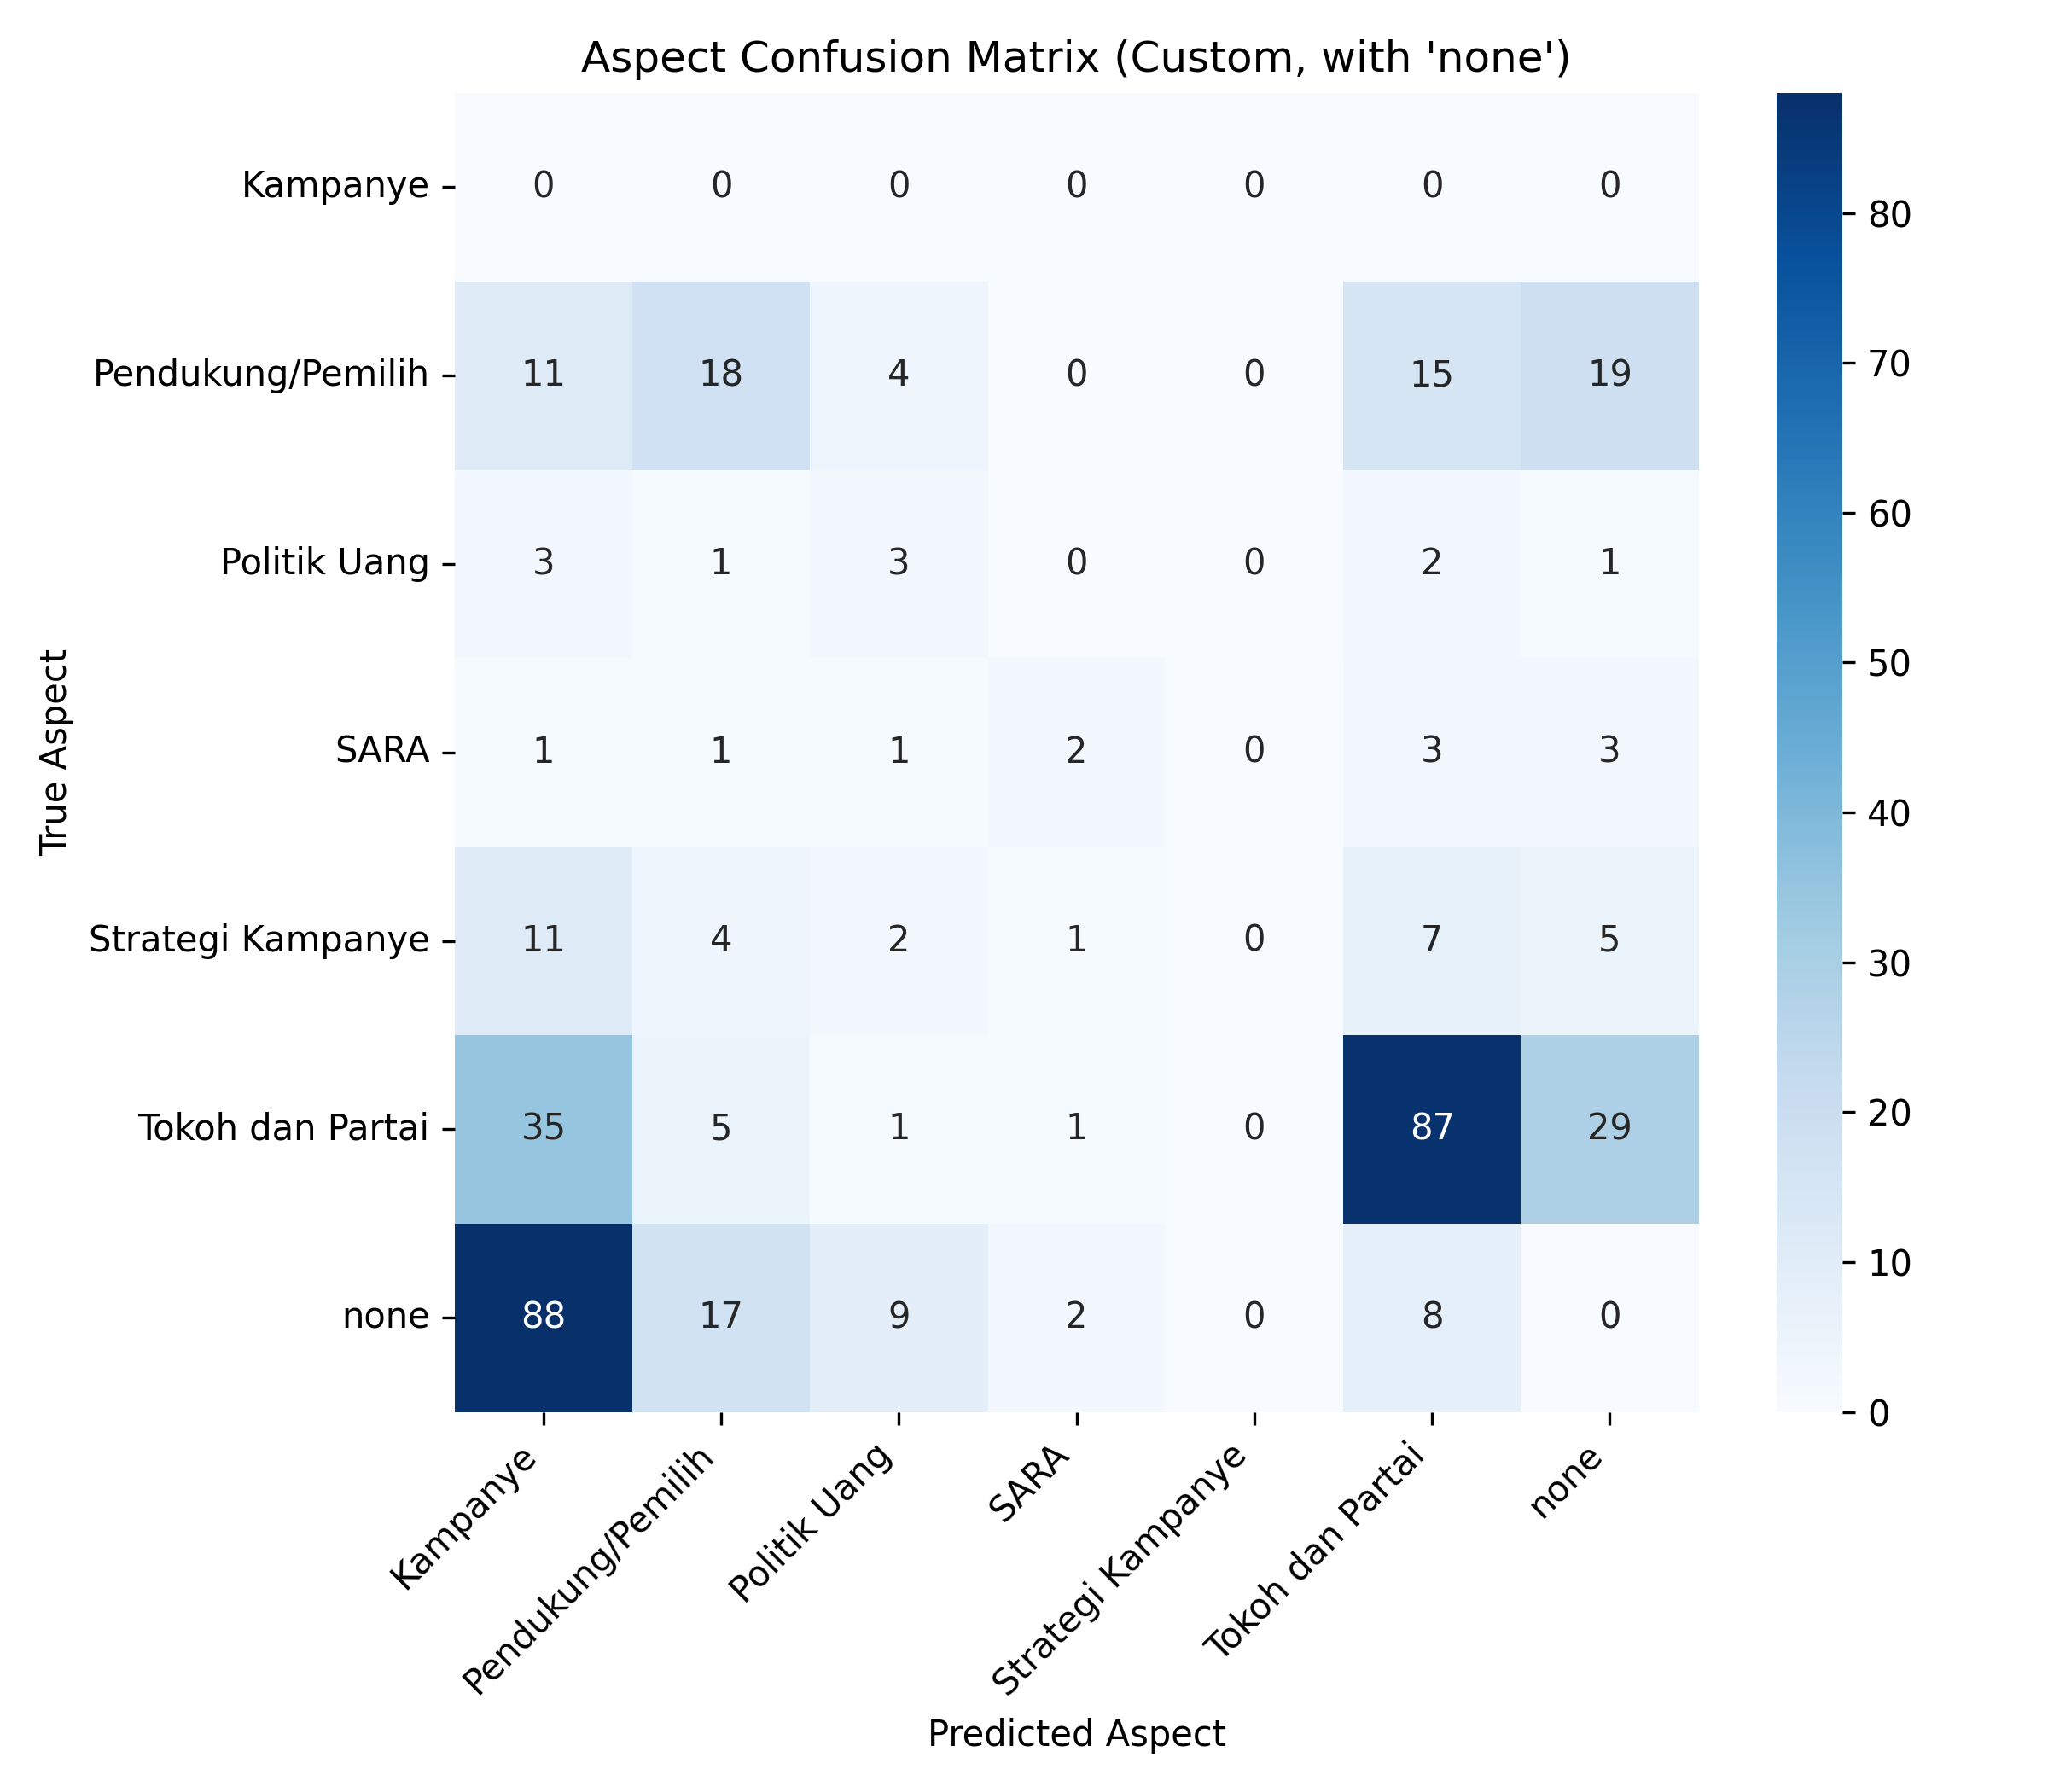 Aspect Confusion Matrix (Custom, with 'none')
Kampanye 0 0 0 0 0 0 0
Pendukung/Pemilih 11 18 4 0 0 15 19
Politik Uang 3 1 3 0 0 2 1
SARA 1 1 1 2 0 3 3
Strategi Kampanye 11 4 2 1 0 7 5
Tokoh dan Partai 35 5 1 1 0 87 29
none 88 17 9 2 0 8 0
True Aspect
Kampanye
Pendukung/Pemilih
Politik Uang
SARA
Strategi Kampanye
Tokoh dan Partai
none
Predicted Aspect
80
70
60
50
40
30
20
10
0